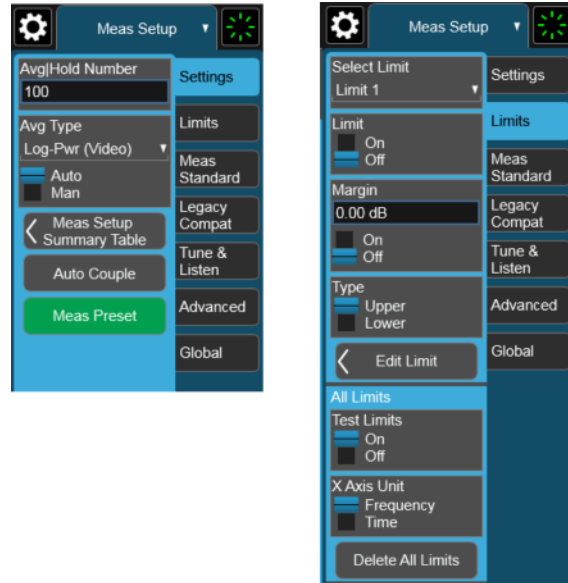 Meas Setup
Avg|Hold Number
100
Avg Type
Log-Pwr (Video)
Auto
Man
Meas Setup
Summary Table
Auto Couple
Meas Preset
Settings
Limits
Meas
Standard
Legacy
Compat
Tune &
Listen
Advanced
Global
Meas Setup
Select Limit
Limit 1
Limit
On
Off
Margin
0.00 dB
On
Off
Type
Upper
Lower
Edit Limit
All Limits
Test Limits
On
Off
X Axis Unit
Frequency
Time
Delete All Limits
Settings
Limits
Meas
Standard
Legacy
Compat
Tune &
Listen
Advanced
Global